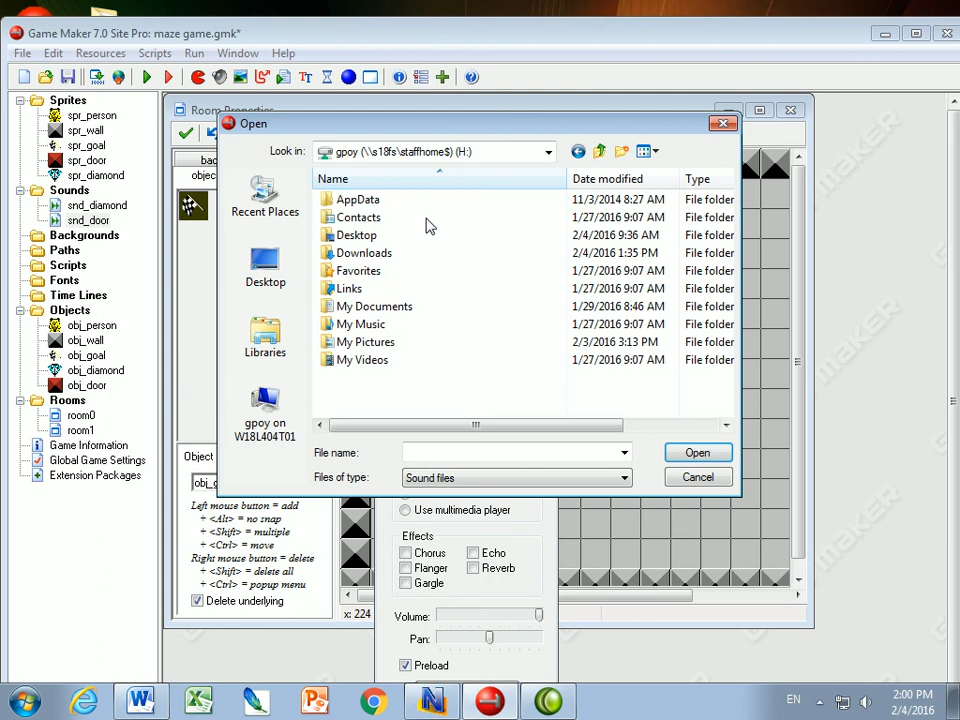 Game Maker 7.0 Site Pro: maze game.gmk*
File Edit Resources Scripts Run Window Help
Sprites
spr_person
spr_wall
spr_goal
spr_door
spr_diamond
Sounds
snd_diamond
snd_door
Backgrounds
Paths
Scripts
Fonts
Time Lines
Objects
obj_person
obj_wall
obj_goal
obj_diamond
obj_door
Rooms
room0
room1
Game Information
Global Game Settings
Extension Packages
Room Properties
Open
Look in: gpoy (\\s18fs\staffhome$) (H:)
Recent Places
Desktop
Libraries
gpoy on
W18L404T01
Name Date modified Type
AppData 11/3/2014 8:27 AM File folder
Contacts 1/27/2016 9:07 AM File folder
Desktop 2/4/2016 9:36 AM File folder
Downloads 2/4/2016 1:35 PM File folder
Favorites 1/27/2016 9:07 AM File folder
Links 1/27/2016 9:07 AM File folder
My Documents 1/29/2016 8:46 AM File folder
My Music 1/27/2016 9:07 AM File folder
My Pictures 2/3/2016 3:13 PM File folder
My Videos 1/27/2016 9:07 AM File folder
File name: Open
Files of type: Sound files Cancel
Object
Left mouse button = add
+ <Alt> = no snap
+ <Shift> = multiple
+ <Ctrl> = move
Right mouse button = delete
+ <Shift> = delete all
+ <Ctrl> = popup menu
Delete underlying
x: 224
Use multimedia player
Effects
Chorus Echo
Flanger Reverb
Gargle
Volume:
Pan:
Preload
EN
2:00 PM
2/4/2016